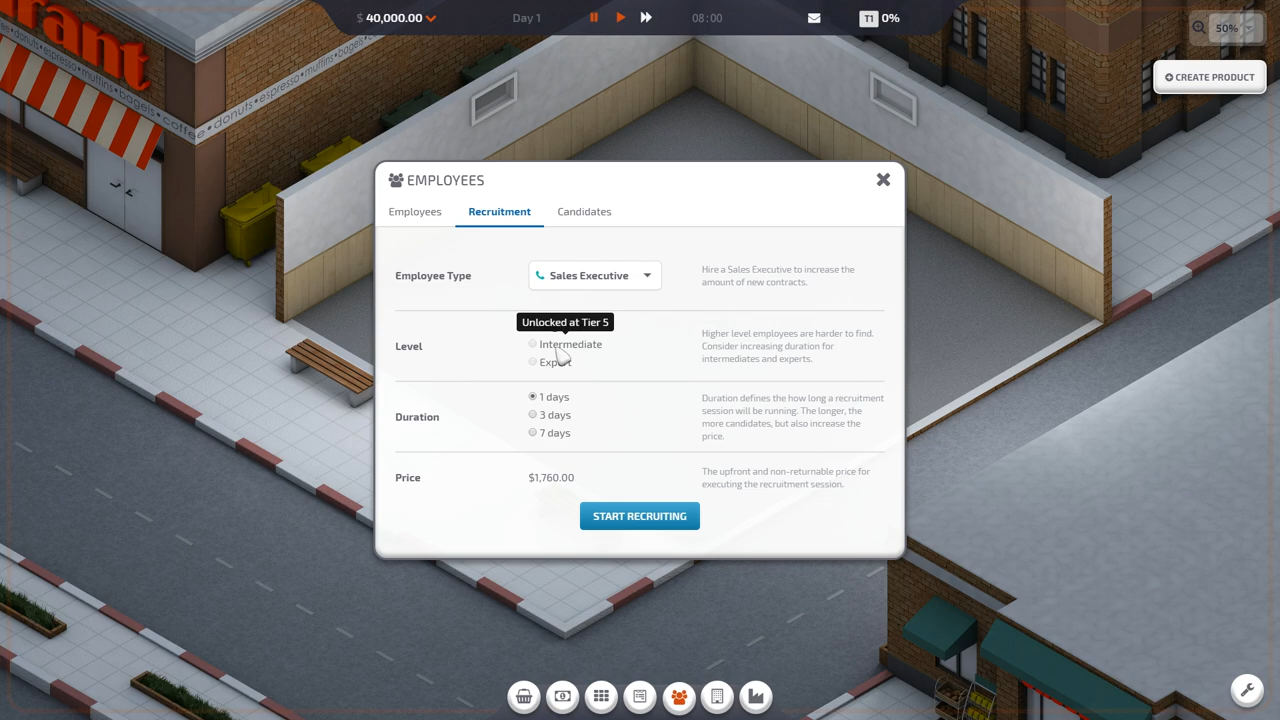 $ 40,000.00
Day 1
08:00
T1 0%
50%
CREATE PRODUCT
rant
coffee•donuts•espresso•muffins•bagels•
EMPLOYEES
Employees
Recruitment
Candidates
Employee Type
Sales Executive
Hire a Sales Executive to increase the
amount of new contracts.
Unlocked at Tier 5
Level
Intermediate
Expert
Higher level employees are harder to find.
Consider increasing duration for
intermediates and experts.
Duration
1 days
3 days
7 days
Duration defines the how long a recruitment
session will be running. The longer, the
more candidates, but also increase the
price.
Price
$1,760.00
The upfront and non-returnable price for
executing the recruitment session.
START RECRUITING